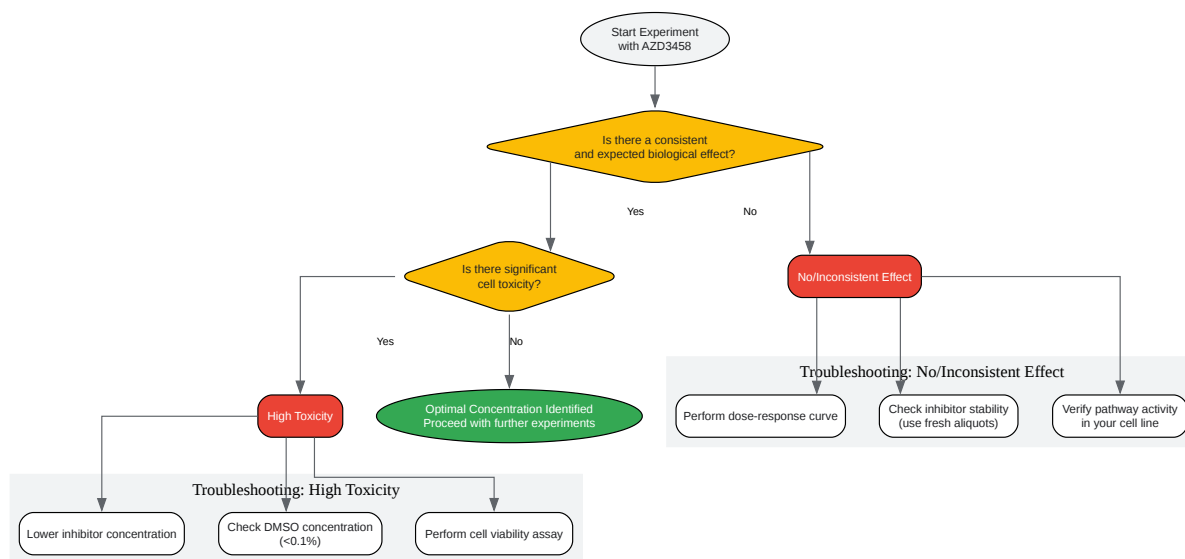 Start Experiment
with AZD3458
Is there a consistent
and expected biological effect?
Yes
No
Is there significant
cell toxicity?
No/Inconsistent Effect
Yes
No
Troubleshooting: No/Inconsistent Effect
High Toxicity
Optimal Concentration Identified
Proceed with further experiments
Perform dose-response curve
Check inhibitor stability
(use fresh aliquots)
Verify pathway activity
in your cell line
Troubleshooting: High Toxicity
Lower inhibitor concentration
Check DMSO concentration
(<0.1%)
Perform cell viability assay